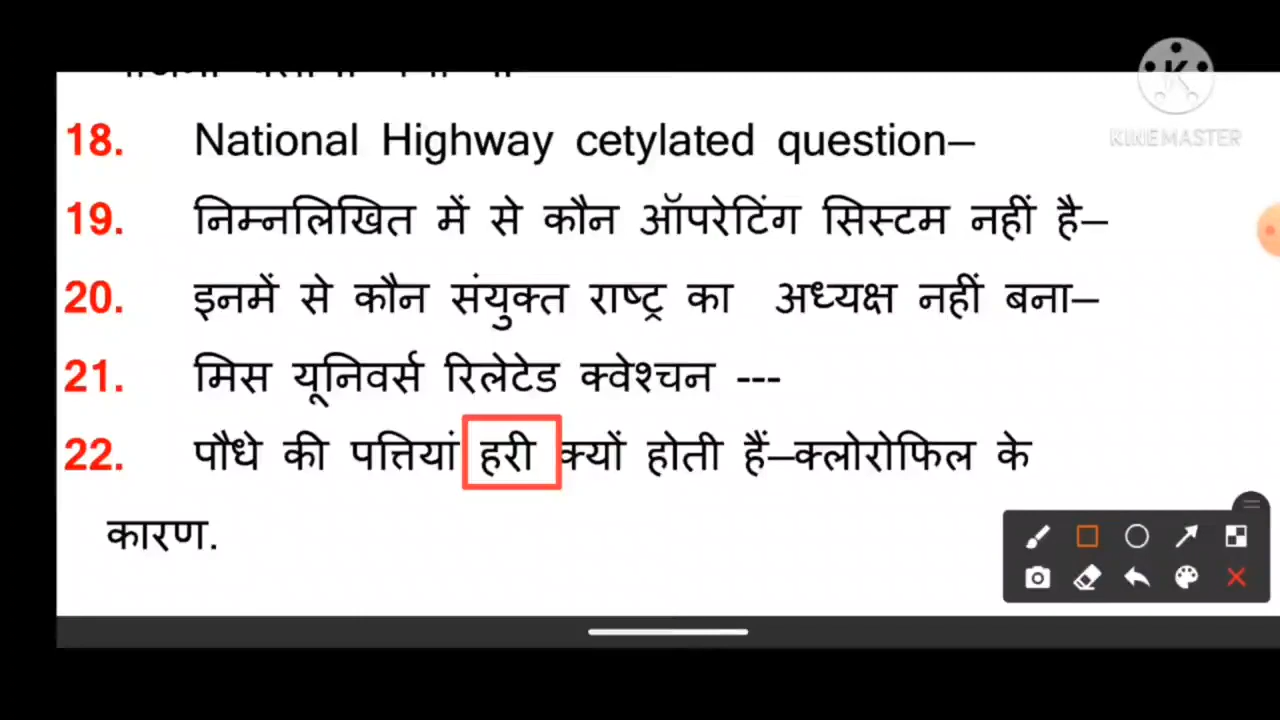 18. National Highway cetylated question–
19. निम्नलिखित में से कौन ऑपरेटिंग सिस्टम नहीं है–
20. इनमें से कौन संयुक्त राष्ट्र का अध्यक्ष नहीं बना–
21. मिस यूनिवर्स रिलेटेड क्वेश्चन ---
22. पौधे की पत्तियां हरी क्यों होती हैं–क्लोरोफिल के
कारण.
K
KINEMASTER